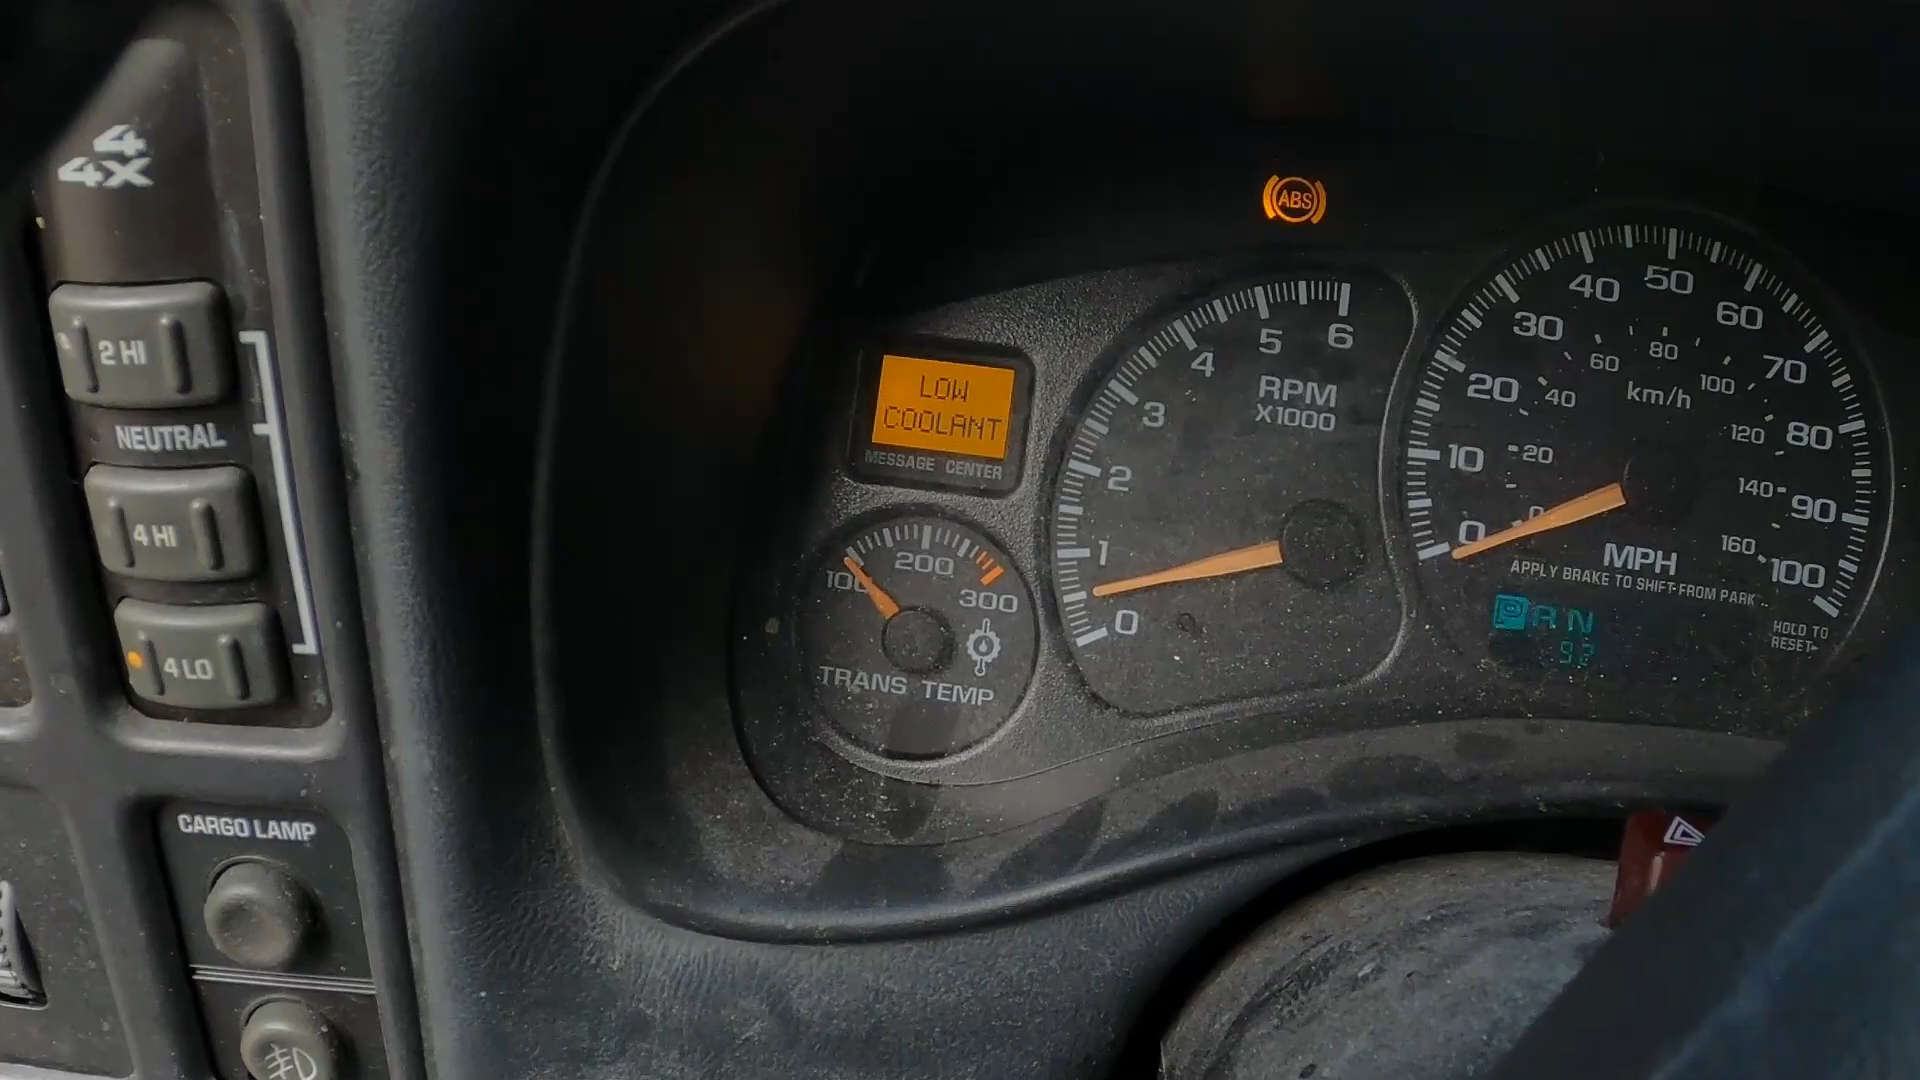 4
4X
2 HI
NEUTRAL
4 HI
4 LO
CARGO LAMP
ABS
LOW
COOLANT
MESSAGE CENTER
100 200 300
TRANS TEMP
0 1 2 3 4 5 6
RPM
X1000
0 10 20 30 40 50 60 70 80 90 100
0 20 40 60 80 100 120 140 160
km/h
MPH
APPLY BRAKE TO SHIFT FROM PARK
P R N
HOLD TO
RESET